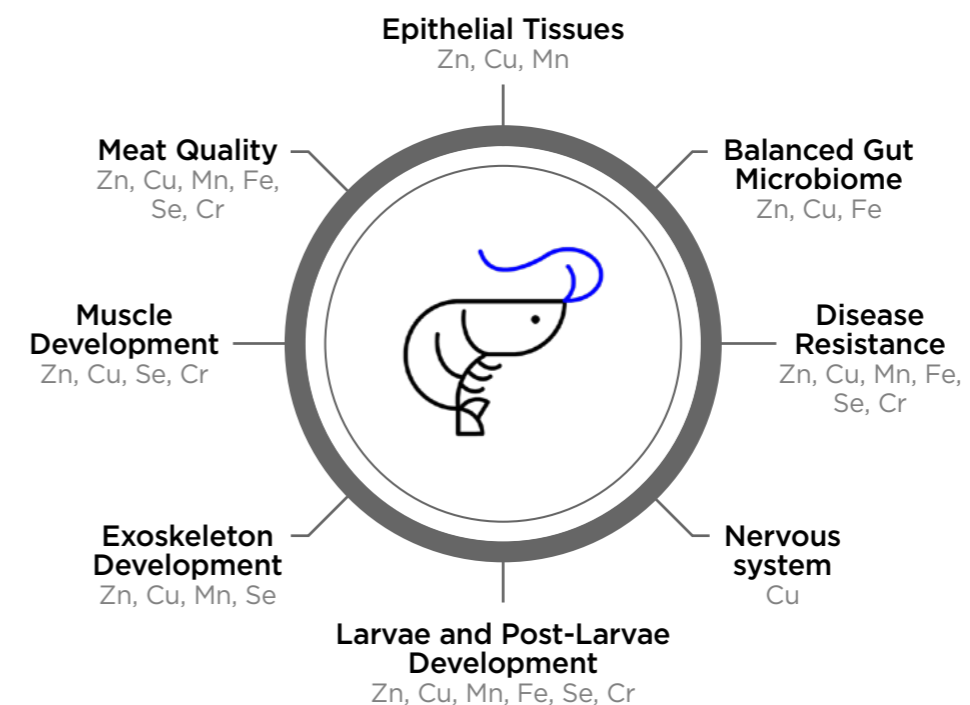 Epithelial Tissues
Zn, Cu, Mn
Meat Quality
Zn, Cu, Mn, Fe,
Se, Cr
Balanced Gut
Microbiome
Zn, Cu, Fe
Muscle
Development
Zn, Cu, Se, Cr
Disease
Resistance
Zn, Cu, Mn, Fe,
Se, Cr
Exoskeleton
Development
Zn, Cu, Mn, Se
Nervous
system
Cu
Larvae and Post-Larvae
Development
Zn, Cu, Mn, Fe, Se, Cr